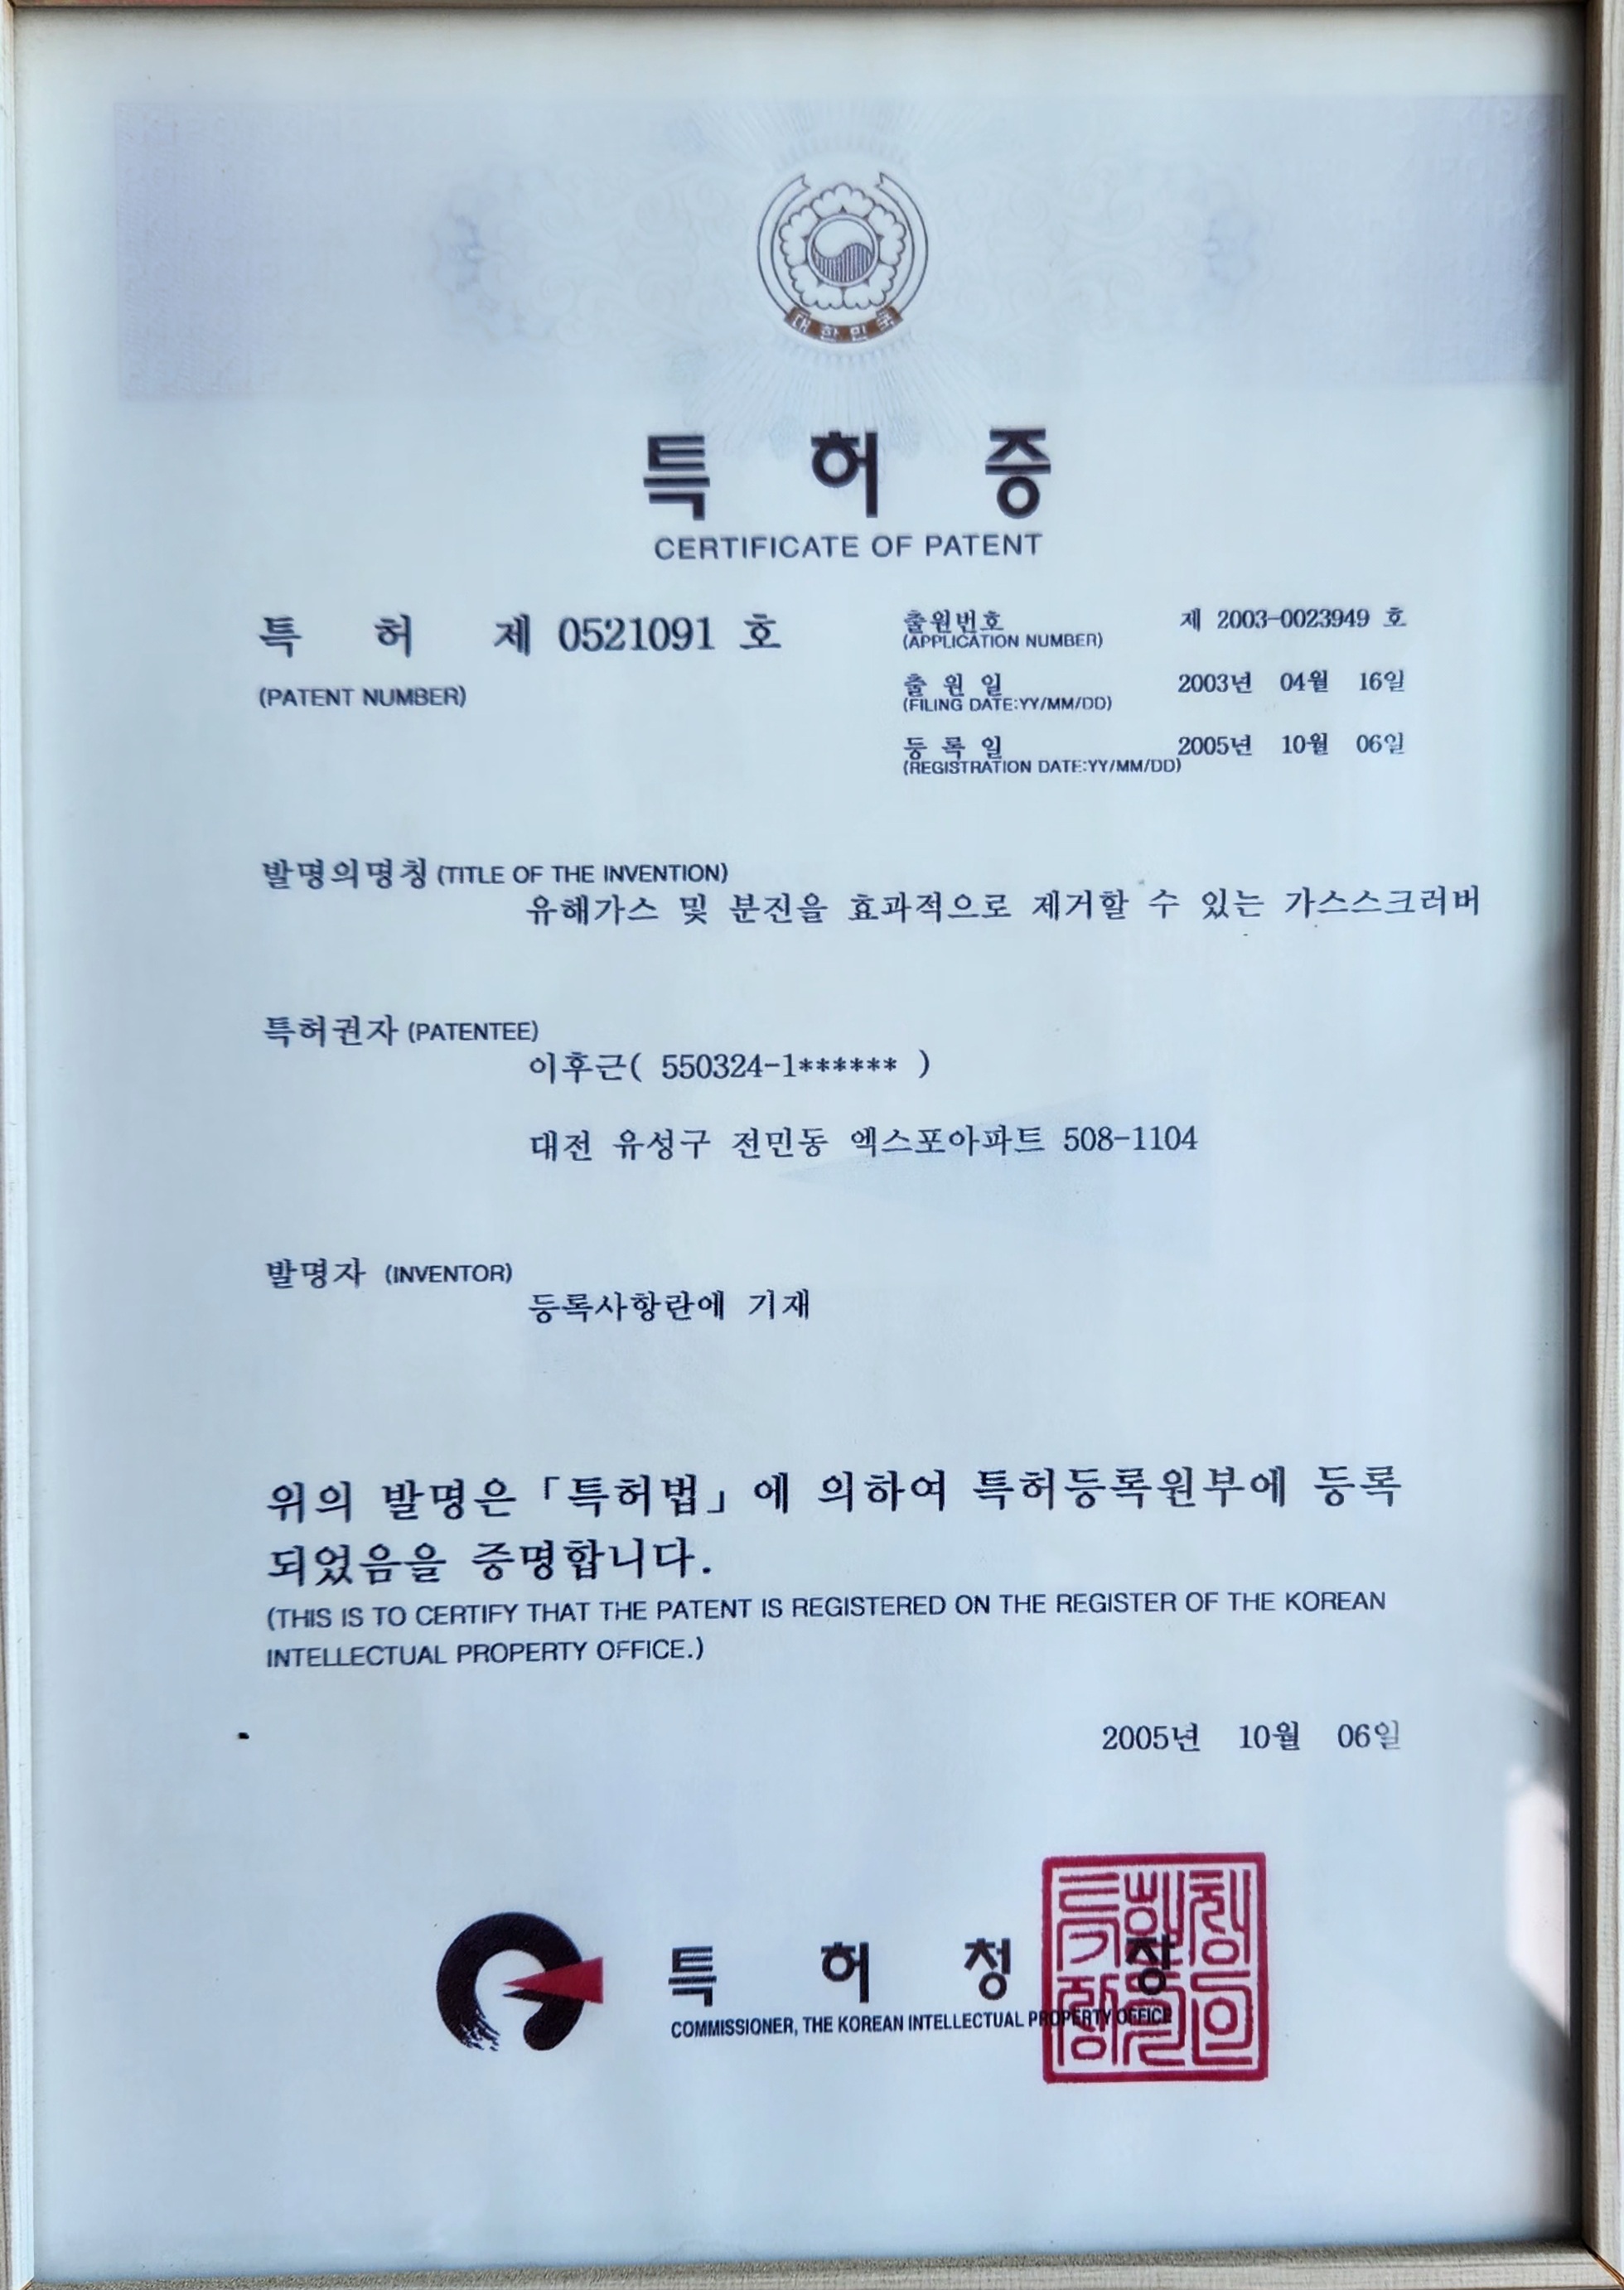 대한민국
특 허 증
CERTIFICATE OF PATENT
특 허 제 0521091 호
(PATENT NUMBER)
출원번호 제 2003-0023949 호
(APPLICATION NUMBER)
출 원 일 2003년 04월 16일
(FILING DATE:YY/MM/DD)
등 록 일 2005년 10월 06일
(REGISTRATION DATE:YY/MM/DD)
발명의명칭 (TITLE OF THE INVENTION)
유해가스 및 분진을 효과적으로 제거할 수 있는 가스스크러버
특허권자 (PATENTEE)
이후근( 550324-1****** )
대전 유성구 전민동 엑스포아파트 508-1104
발명자 (INVENTOR)
등록사항란에 기재
위의 발명은「특허법」에 의하여 특허등록원부에 등록
되었음을 증명합니다.
(THIS IS TO CERTIFY THAT THE PATENT IS REGISTERED ON THE REGISTER OF THE KOREAN
INTELLECTUAL PROPERTY OFFICE.)
2005년 10월 06일
특 허 청 장
COMMISSIONER, THE KOREAN INTELLECTUAL PROPERTY OFFICE